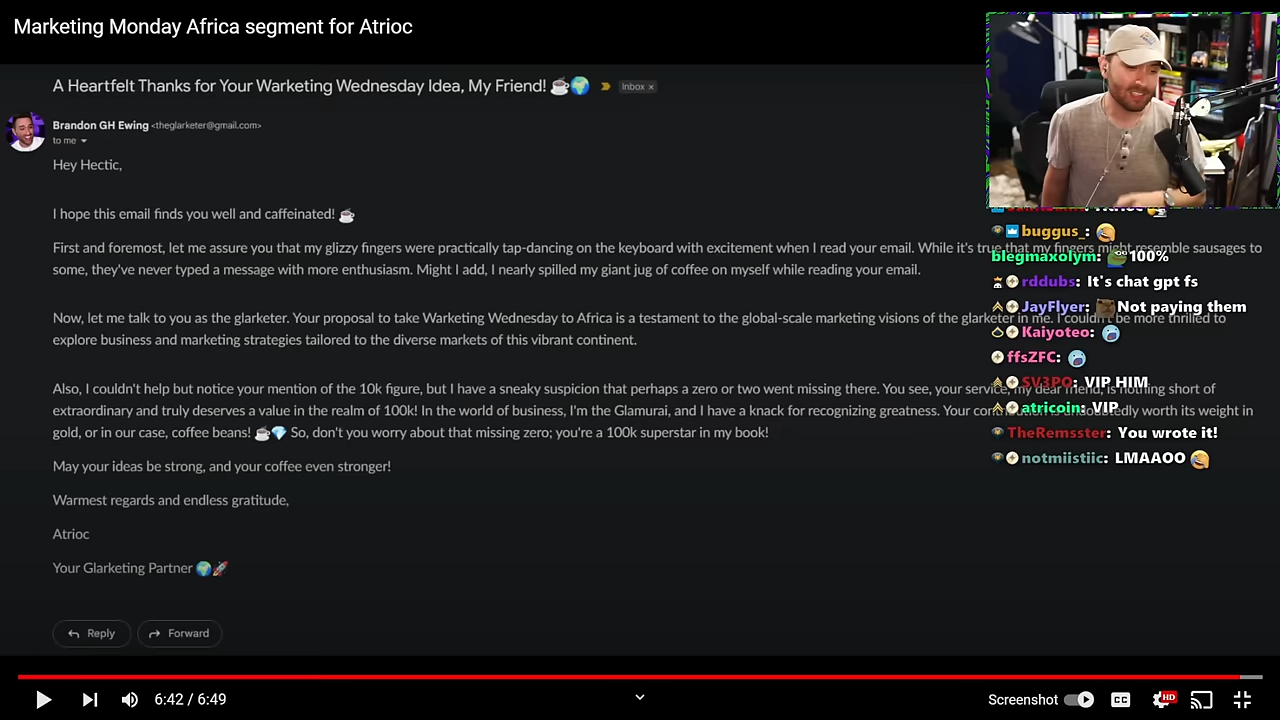 Marketing Monday Africa segment for Atrioc
A Heartfelt Thanks for Your Warketing Wednesday Idea, My Friend! ☕🌍
Inbox ×
Brandon GH Ewing <theglarketer@gmail.com>
to me
Hey Hectic,
I hope this email finds you well and caffeinated! ☕
First and foremost, let me assure you that my glizzy fingers were practically tap-dancing on the keyboard with excitement when I read your email. While it's true that my fingers might resemble sausages to
some, they've never typed a message with more enthusiasm. Might I add, I nearly spilled my giant jug of coffee on myself while reading your email.
Now, let me talk to you as the glarketer. Your proposal to take Warketing Wednesday to Africa is a testament to the global-scale marketing visions of the glarketer in me. I couldn't be more thrilled to
explore business and marketing strategies tailored to the diverse markets of this vibrant continent.
Also, I couldn't help but notice your mention of the 10k figure, but I have a sneaky suspicion that perhaps a zero or two went missing there. You see, your service, my dear friend, is nothing short of
extraordinary and truly deserves a value in the realm of 100k! In the world of business, I'm the Glamurai, and I have a knack for recognizing greatness. Your worth its weight in
gold, or in our case, coffee beans! ☕💎 So, don't you worry about that missing zero; you're a 100k superstar in my book!
May your ideas be strong, and your coffee even stronger!
Warmest regards and endless gratitude,
Atrioc
Your Glarketing Partner 🌍🚀
Reply
Forward
buggus_:
blegmaxolym: 100%
rddubs: It's chat gpt fs
JayFlyer: Not paying them
Kaiyoteo:
ffsZFC:
SV3PO: VIP HIM
atricoin: VIP
TheRemsster: You wrote it!
notmiistiic: LMAAOO
6:42 / 6:49
Screenshot
CC
HD